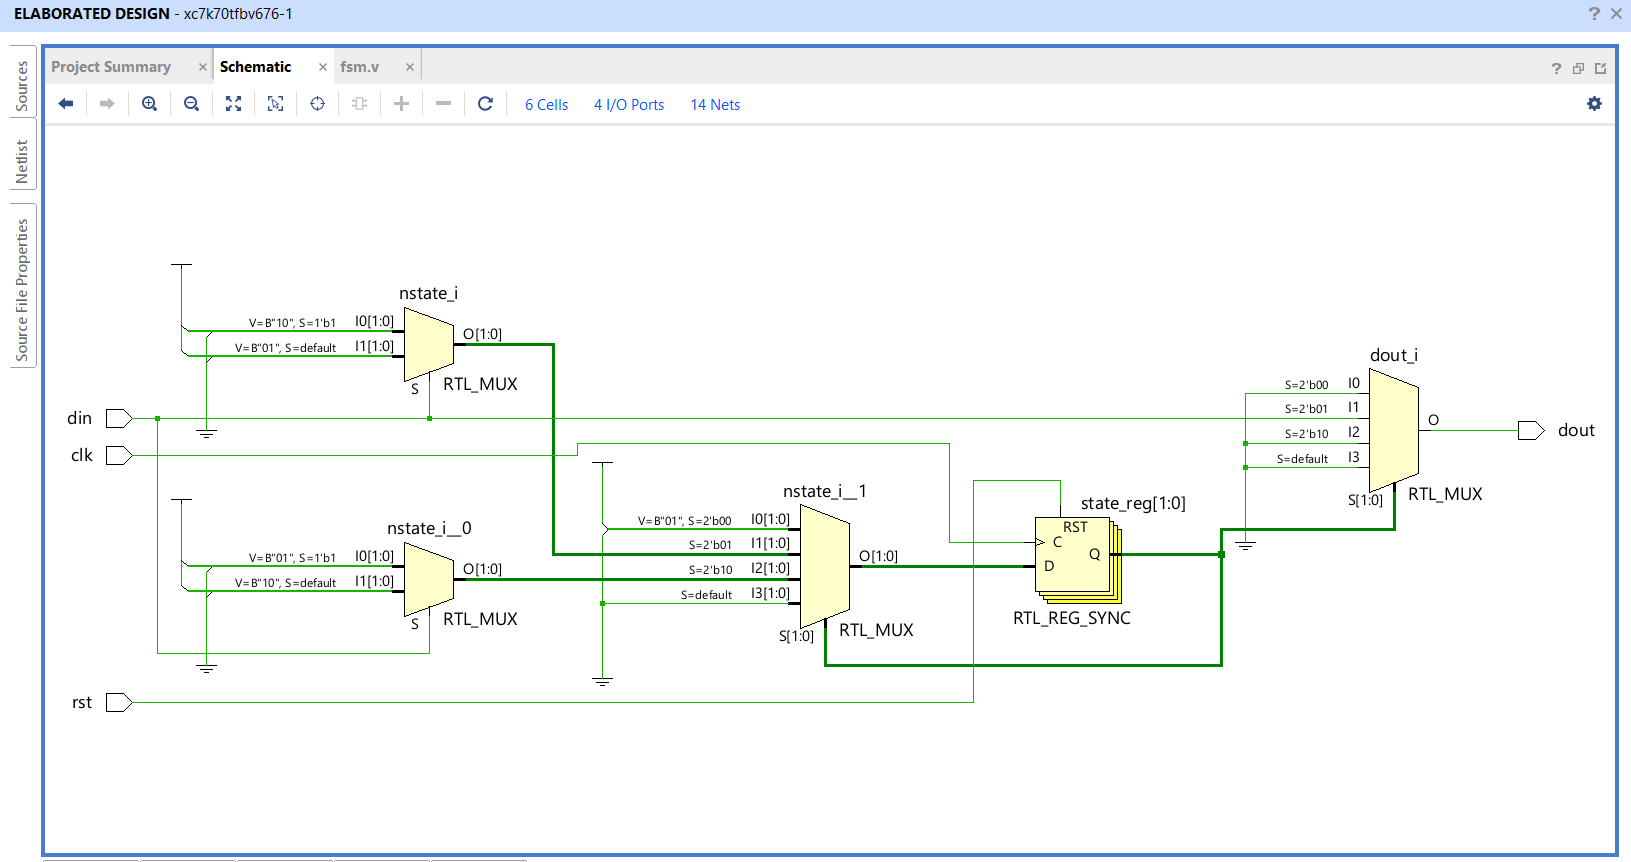 ELABORATED DESIGN - xc7k70tfbv676-1
? ×
Sources
Netlist
Source File Properties
Project Summary ×
Schematic ×
fsm.v ×
?
6 Cells
4 I/O Ports
14 Nets
nstate_i
V=B"10", S=1'b1 I0[1:0]
V=B"01", S=default I1[1:0]
O[1:0]
S
RTL_MUX
din
clk
nstate_i__0
V=B"01", S=1'b1 I0[1:0]
V=B"10", S=default I1[1:0]
O[1:0]
S
RTL_MUX
rst
nstate_i__1
V=B"01", S=2'b00 I0[1:0]
S=2'b01 I1[1:0]
S=2'b10 I2[1:0]
S=default I3[1:0]
O[1:0]
S[1:0]
RTL_MUX
state_reg[1:0]
RST
C
Q
D
RTL_REG_SYNC
dout_i
S=2'b00 I0
S=2'b01 I1
S=2'b10 I2
S=default I3
O
S[1:0]
RTL_MUX
dout